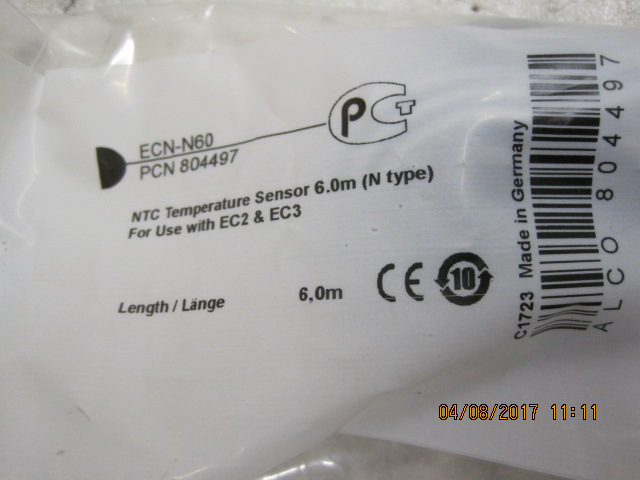 ECN-N60
PCN 804497
PCT
NTC Temperature Sensor 6.0m (N type)
For Use with EC2 & EC3
Length / Länge 6,0m
CE
10
C1723 Made in Germany
ALCO 804497
04/08/2017 11:11